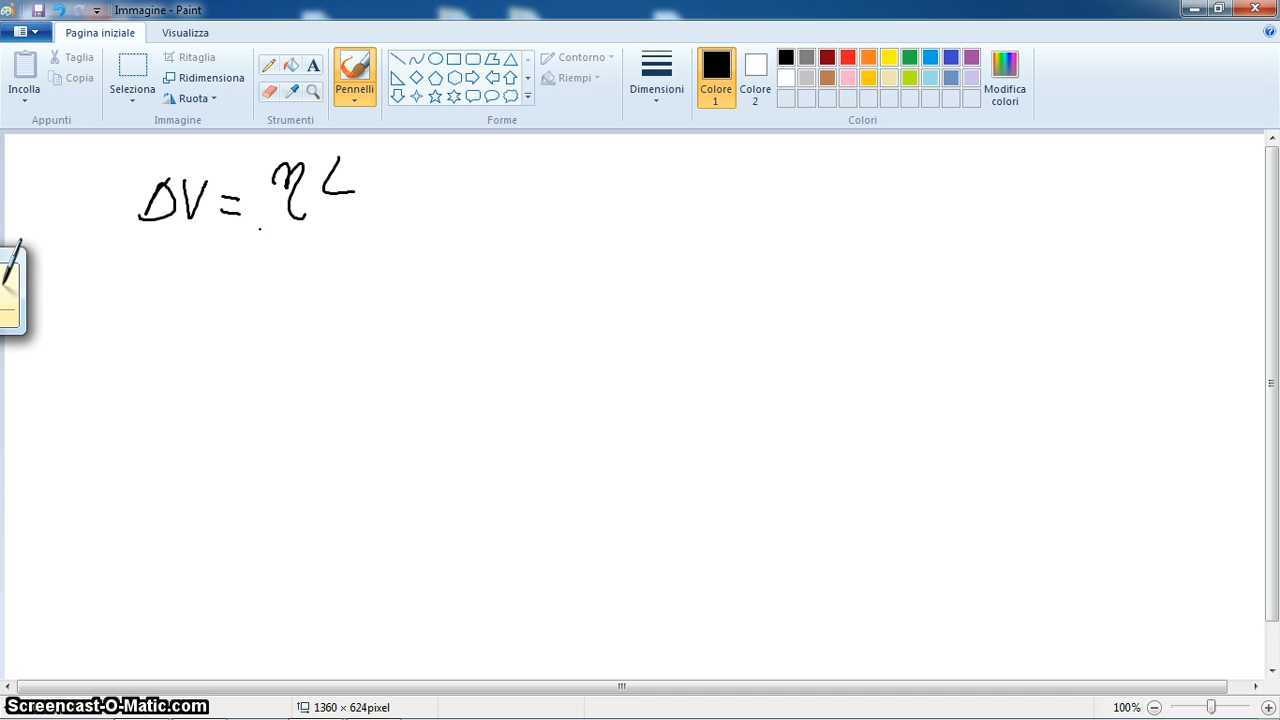 Immagine - Paint
Pagina iniziale Visualizza
Incolla
Taglia
Copia
Appunti
Seleziona
Ritaglia
Ridimensiona
Ruota
Immagine
Strumenti
Pennelli
Forme
Contorno
Riempi
Dimensioni
Colore 1
Colore 2
Modifica colori
Colori
ΔV = η L
Screencast-O-Matic.com
1360 × 624pixel
100%